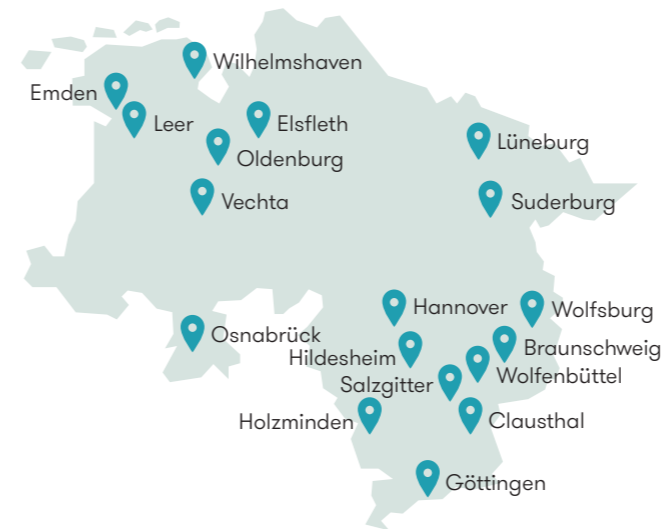 Wilhelmshaven
Emden
Leer
Elsfleth
Oldenburg
Lüneburg
Vechta
Suderburg
Hannover
Wolfsburg
Osnabrück
Braunschweig
Hildesheim
Wolfenbüttel
Salzgitter
Holzminden
Clausthal
Göttingen